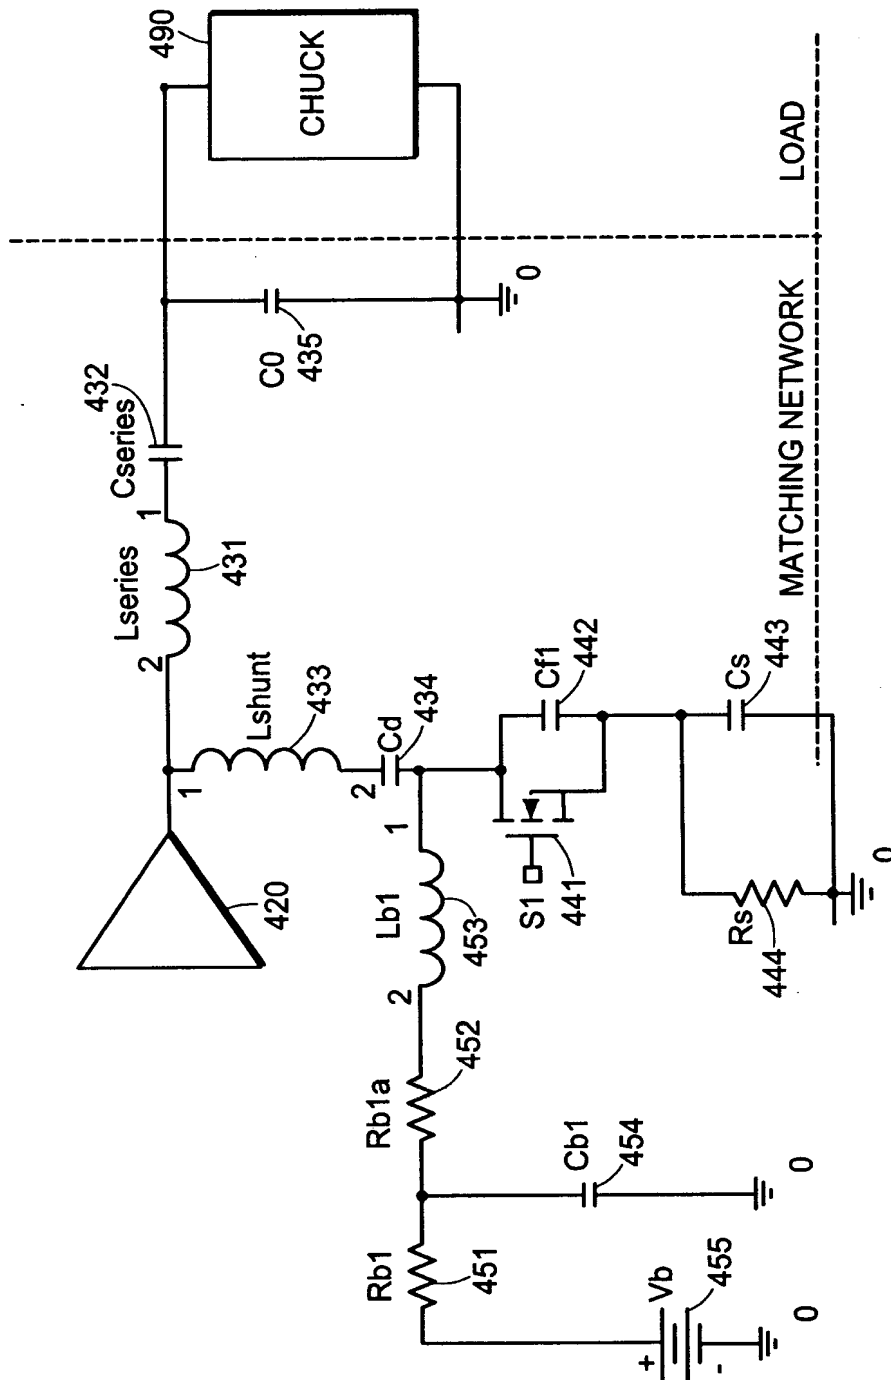 490
CHUCK
LOAD
432
Cseries
C0
435
0
Lseries
1
2
431
MATCHING NETWORK
Lshunt
433
1
2
Cd
434
Cf1
442
Cs
443
420
1
Lb1
453
2
S1
441
Rs
444
0
Rb1a
452
Cb1
454
0
Rb1
451
Vb
455
+
-
0